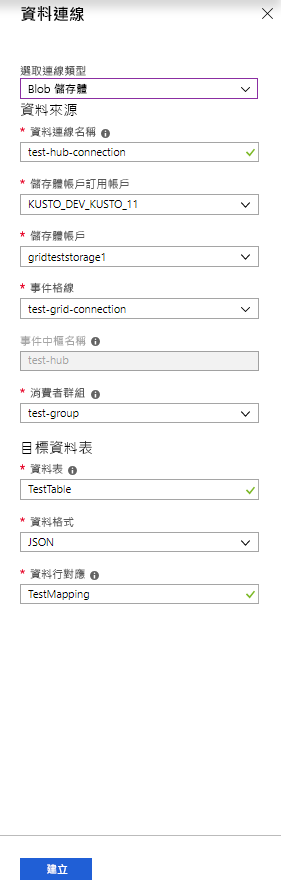 資料連線
選取連線類型
Blob 儲存體
資料來源
* 資料連線名稱
test-hub-connection
* 儲存體帳戶訂用帳戶
KUSTO_DEV_KUSTO_11
* 儲存體帳戶
gridteststorage1
* 事件格線
test-grid-connection
事件中樞名稱
test-hub
* 消費者群組
test-group
目標資料表
* 資料表
TestTable
* 資料格式
JSON
* 資料行對應
TestMapping
建立